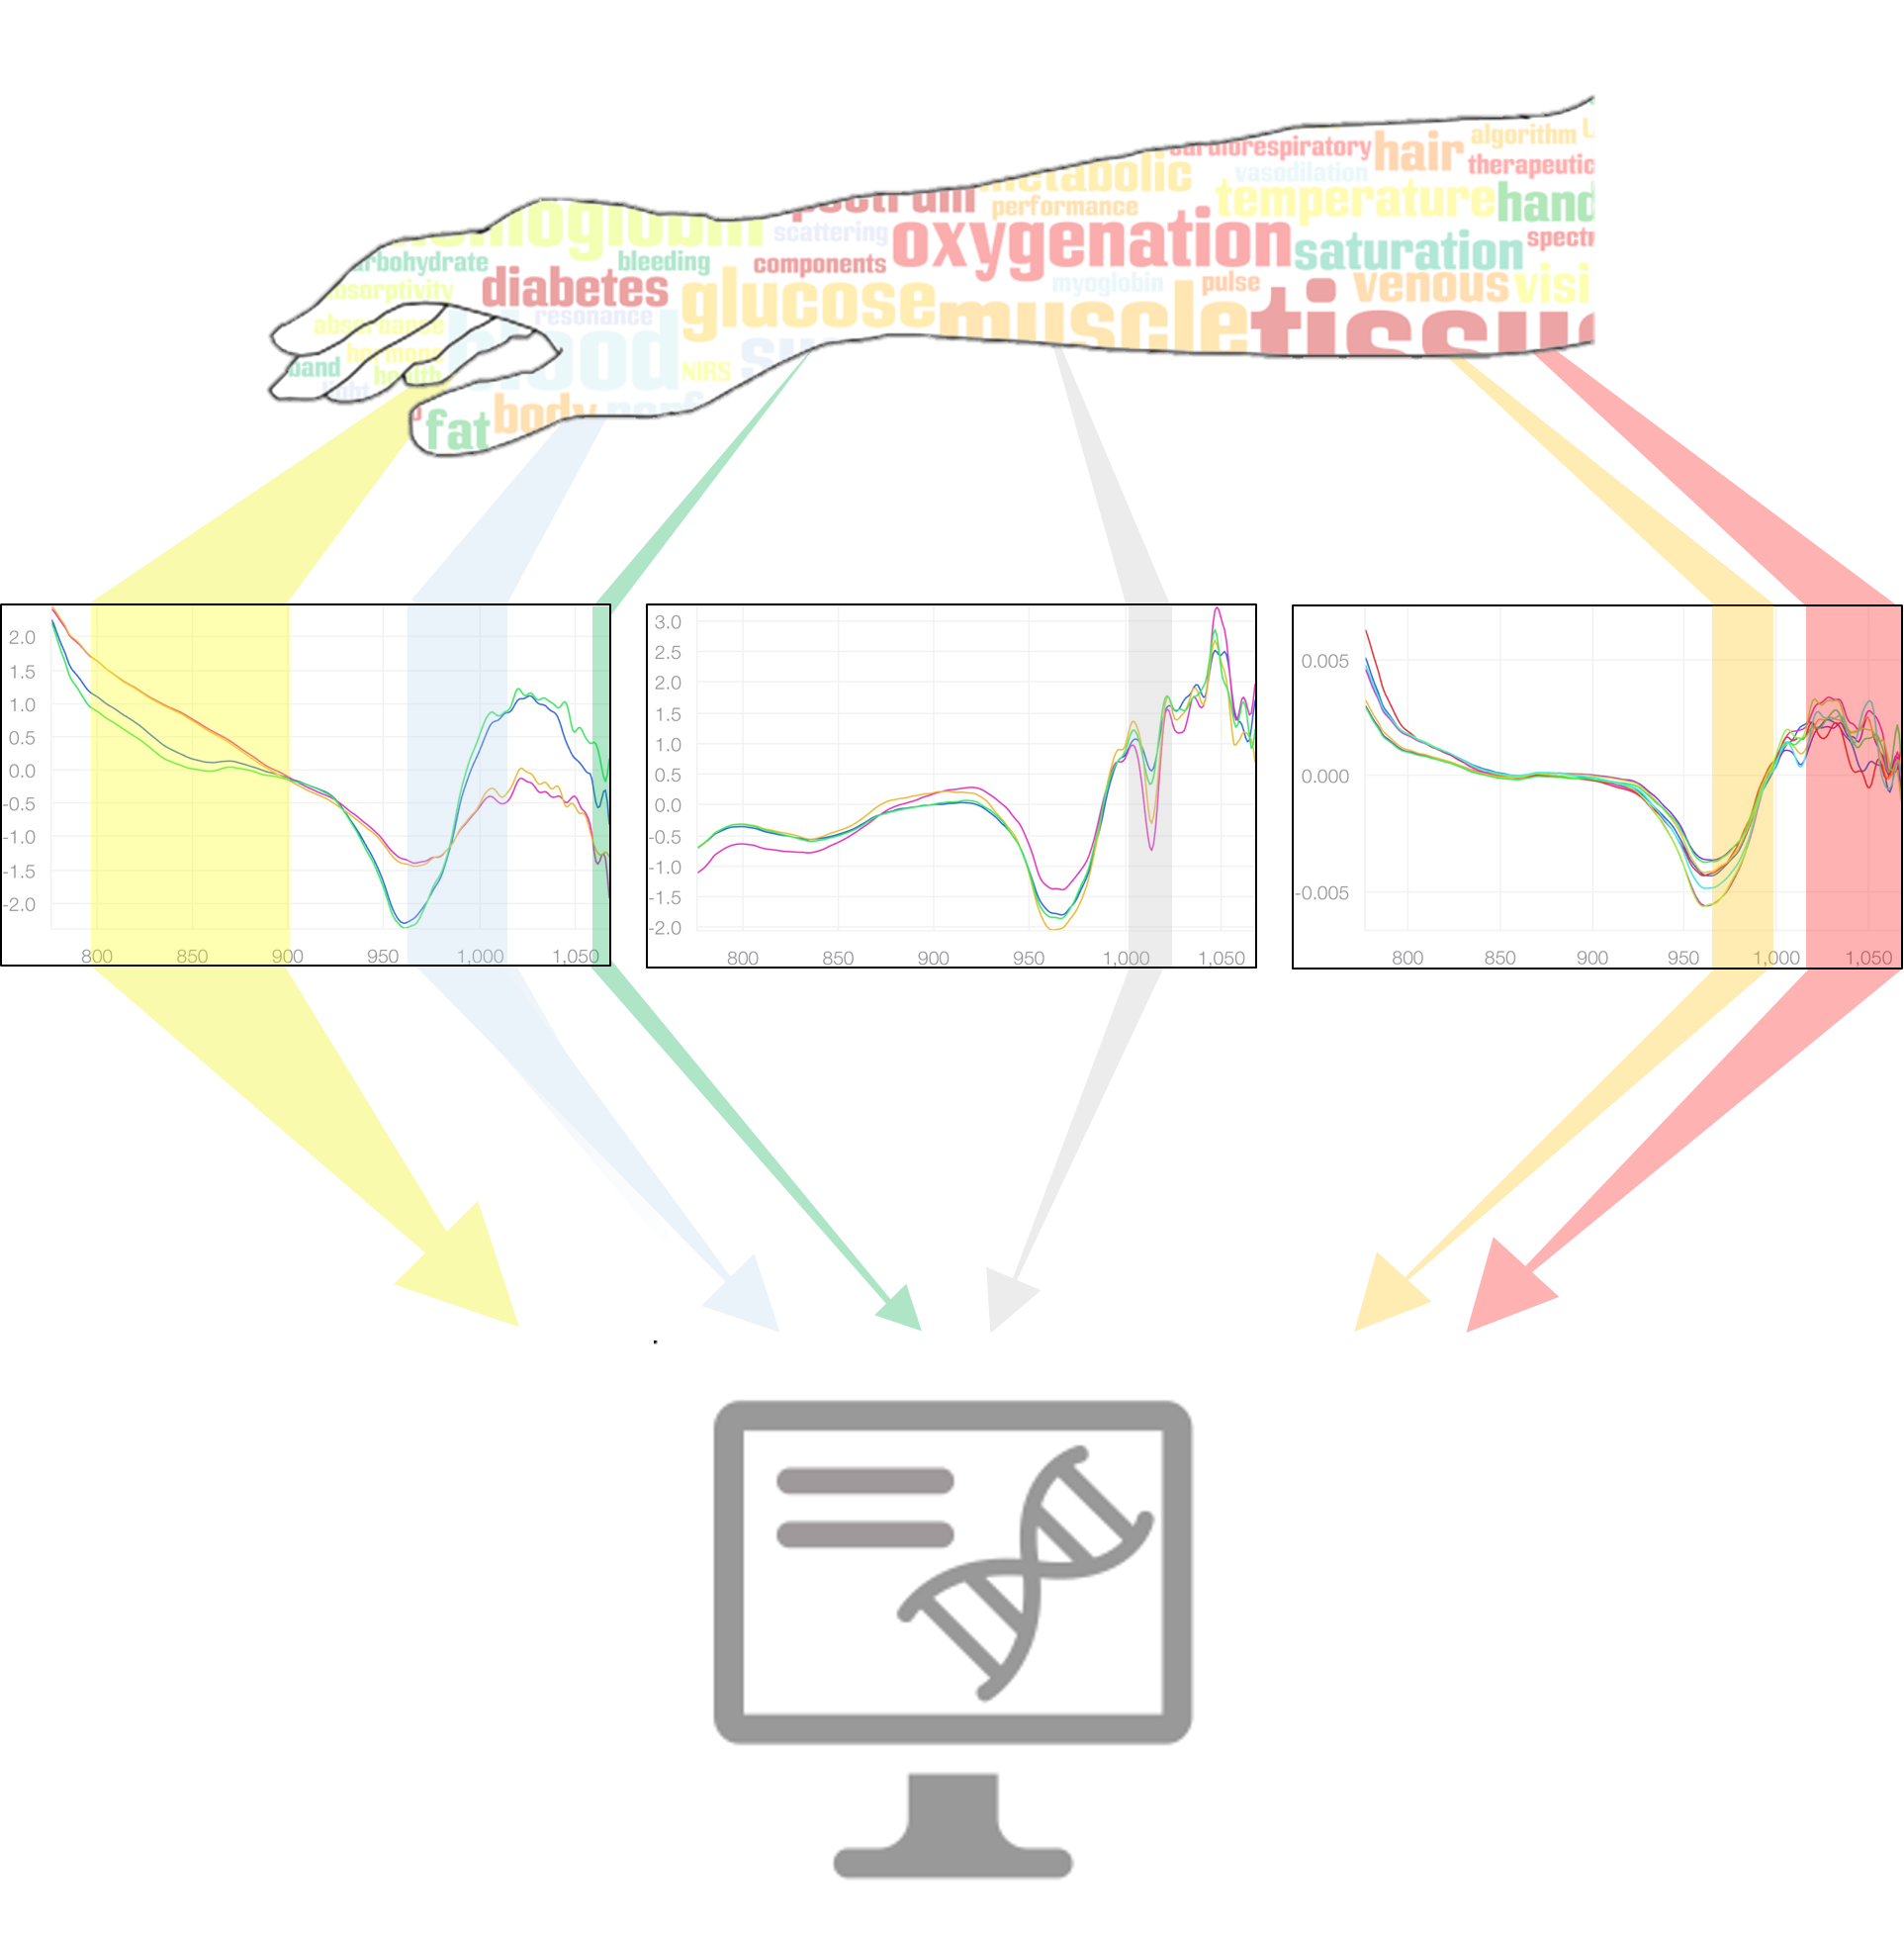 cardiorespiratory hair algorithm
vasodilation therapeutic
metabolic temperature hand
spectrum performance
hemoglobin scattering oxygenation saturation spectr
arbohydrate bleeding components
diabetes glucose myoglobin pulse venous visi
absorptivity resonance muscle tissu
absorbance blood su
hormone NIRS
band health
light
fat body perf
2.0
1.5
1.0
0.5
0.0
-0.5
-1.0
-1.5
-2.0
800 850 900 950 1,000 1,050
3.0
2.5
2.0
1.5
1.0
0.5
0.0
-0.5
-1.0
-1.5
-2.0
800 850 900 950 1,000 1,050
0.005
0.000
-0.005
800 850 900 950 1,000 1,050